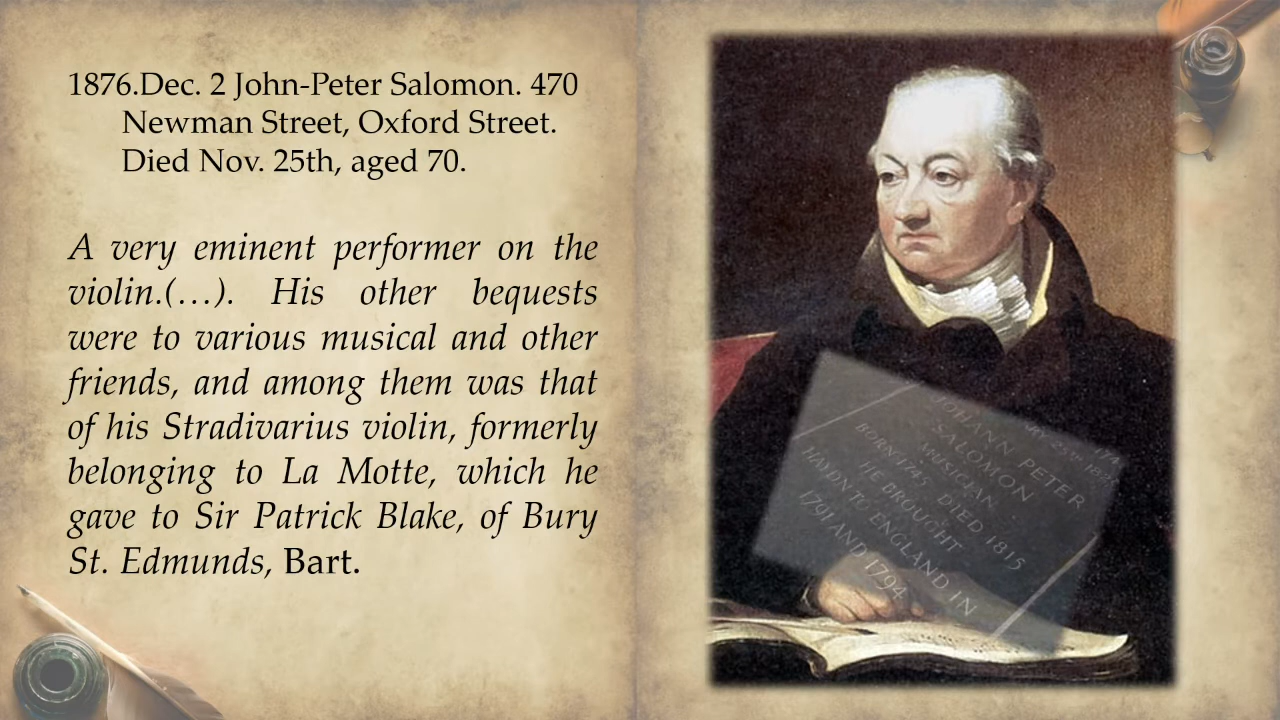 1876.Dec. 2 John-Peter Salomon. 470
Newman Street, Oxford Street.
Died Nov. 25th, aged 70.
A very eminent performer on the
violin.(…). His other bequests
were to various musical and other
friends, and among them was that
of his Stradivarius violin, formerly
belonging to La Motte, which he
gave to Sir Patrick Blake, of Bury
St. Edmunds, Bart.
JOHANN PETER
SALOMON
MUSICIAN
BORN 1745 DIED 1815
HE BROUGHT
HAYDN TO ENGLAND IN
1791 AND 1794